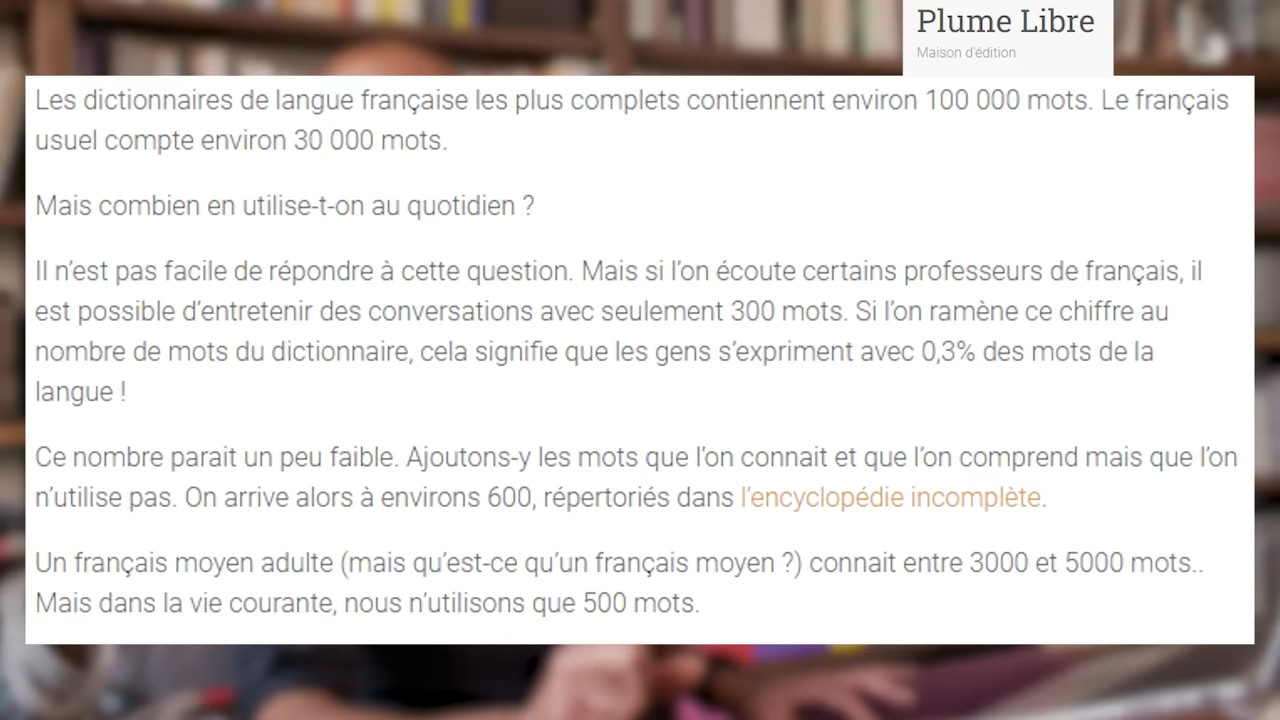 Plume Libre
Maison d'édition
Les dictionnaires de langue française les plus complets contiennent environ 100 000 mots. Le français
usuel compte environ 30 000 mots.
Mais combien en utilise-t-on au quotidien ?
Il n'est pas facile de répondre à cette question. Mais si l'on écoute certains professeurs de français, il
est possible d'entretenir des conversations avec seulement 300 mots. Si l'on ramène ce chiffre au
nombre de mots du dictionnaire, cela signifie que les gens s'expriment avec 0,3% des mots de la
langue !
Ce nombre parait un peu faible. Ajoutons-y les mots que l'on connait et que l'on comprend mais que l'on
n'utilise pas. On arrive alors à environs 600, répertoriés dans l'encyclopédie incomplète.
Un français moyen adulte (mais qu'est-ce qu'un français moyen ?) connait entre 3000 et 5000 mots..
Mais dans la vie courante, nous n'utilisons que 500 mots.